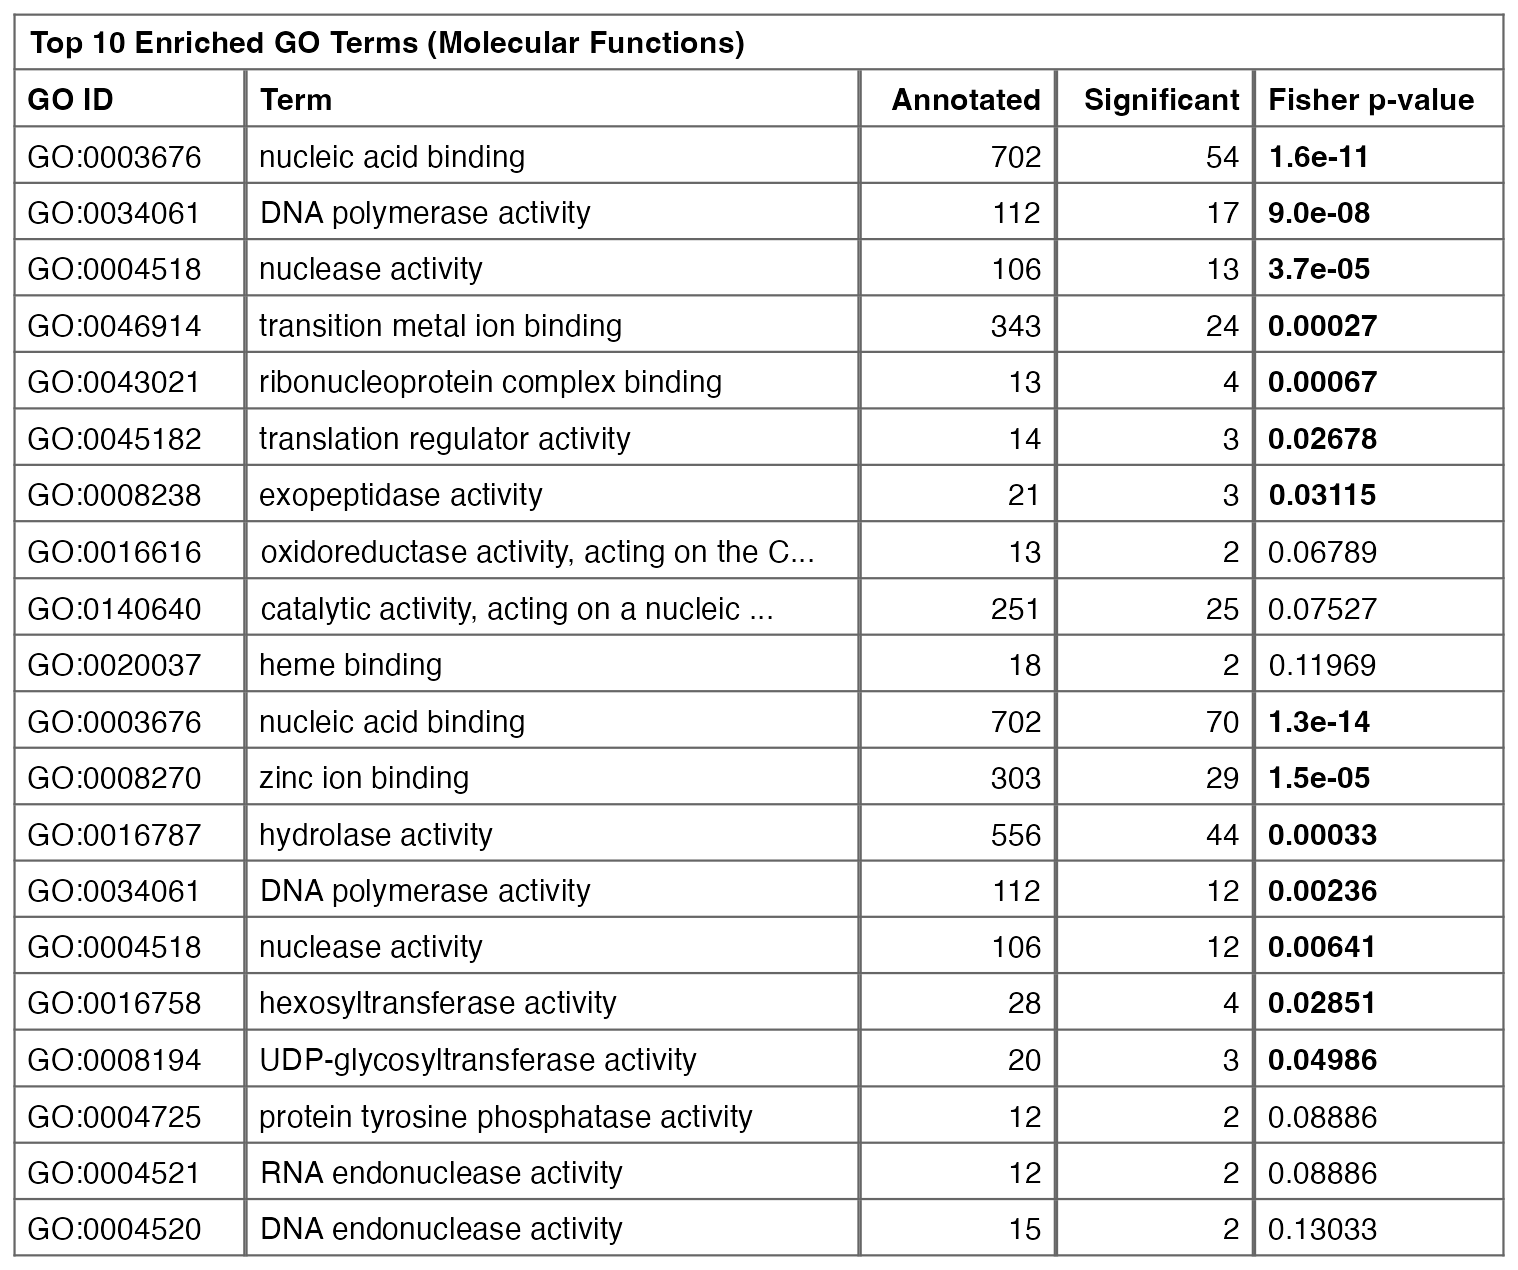 Top 10 Enriched GO Terms (Molecular Functions)
GO ID Term Annotated Significant Fisher p-value
GO:0003676 nucleic acid binding 702 54 1.6e-11
GO:0034061 DNA polymerase activity 112 17 9.0e-08
GO:0004518 nuclease activity 106 13 3.7e-05
GO:0046914 transition metal ion binding 343 24 0.00027
GO:0043021 ribonucleoprotein complex binding 13 4 0.00067
GO:0045182 translation regulator activity 14 3 0.02678
GO:0008238 exopeptidase activity 21 3 0.03115
GO:0016616 oxidoreductase activity, acting on the C... 13 2 0.06789
GO:0140640 catalytic activity, acting on a nucleic ... 251 25 0.07527
GO:0020037 heme binding 18 2 0.11969
GO:0003676 nucleic acid binding 702 70 1.3e-14
GO:0008270 zinc ion binding 303 29 1.5e-05
GO:0016787 hydrolase activity 556 44 0.00033
GO:0034061 DNA polymerase activity 112 12 0.00236
GO:0004518 nuclease activity 106 12 0.00641
GO:0016758 hexosyltransferase activity 28 4 0.02851
GO:0008194 UDP-glycosyltransferase activity 20 3 0.04986
GO:0004725 protein tyrosine phosphatase activity 12 2 0.08886
GO:0004521 RNA endonuclease activity 12 2 0.08886
GO:0004520 DNA endonuclease activity 15 2 0.13033